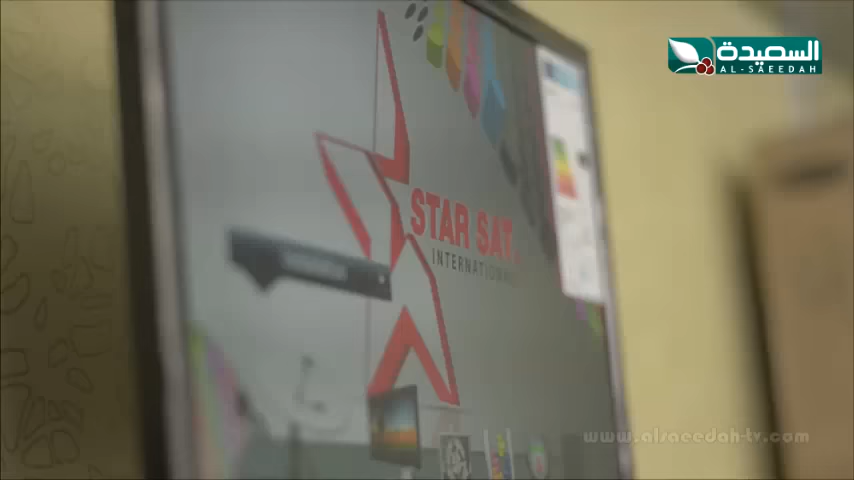 السعيدة
AL-SAEEDAH
STAR SAT
INTERNATIONAL
www.alsaeedah-tv.com